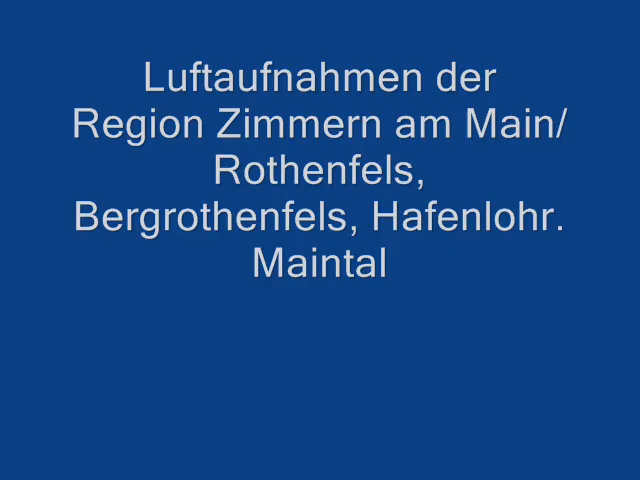 Luftaufnahmen der
Region Zimmern am Main/
Rothenfels,
Bergrothenfels, Hafenlohr.
Maintal